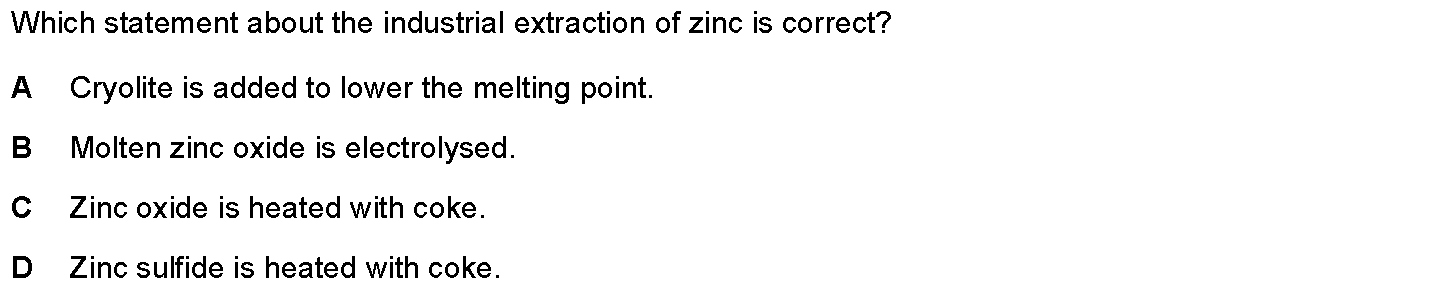 Which statement about the industrial extraction of zinc is correct?
A Cryolite is added to lower the melting point.
B Molten zinc oxide is electrolysed.
C Zinc oxide is heated with coke.
D Zinc sulfide is heated with coke.